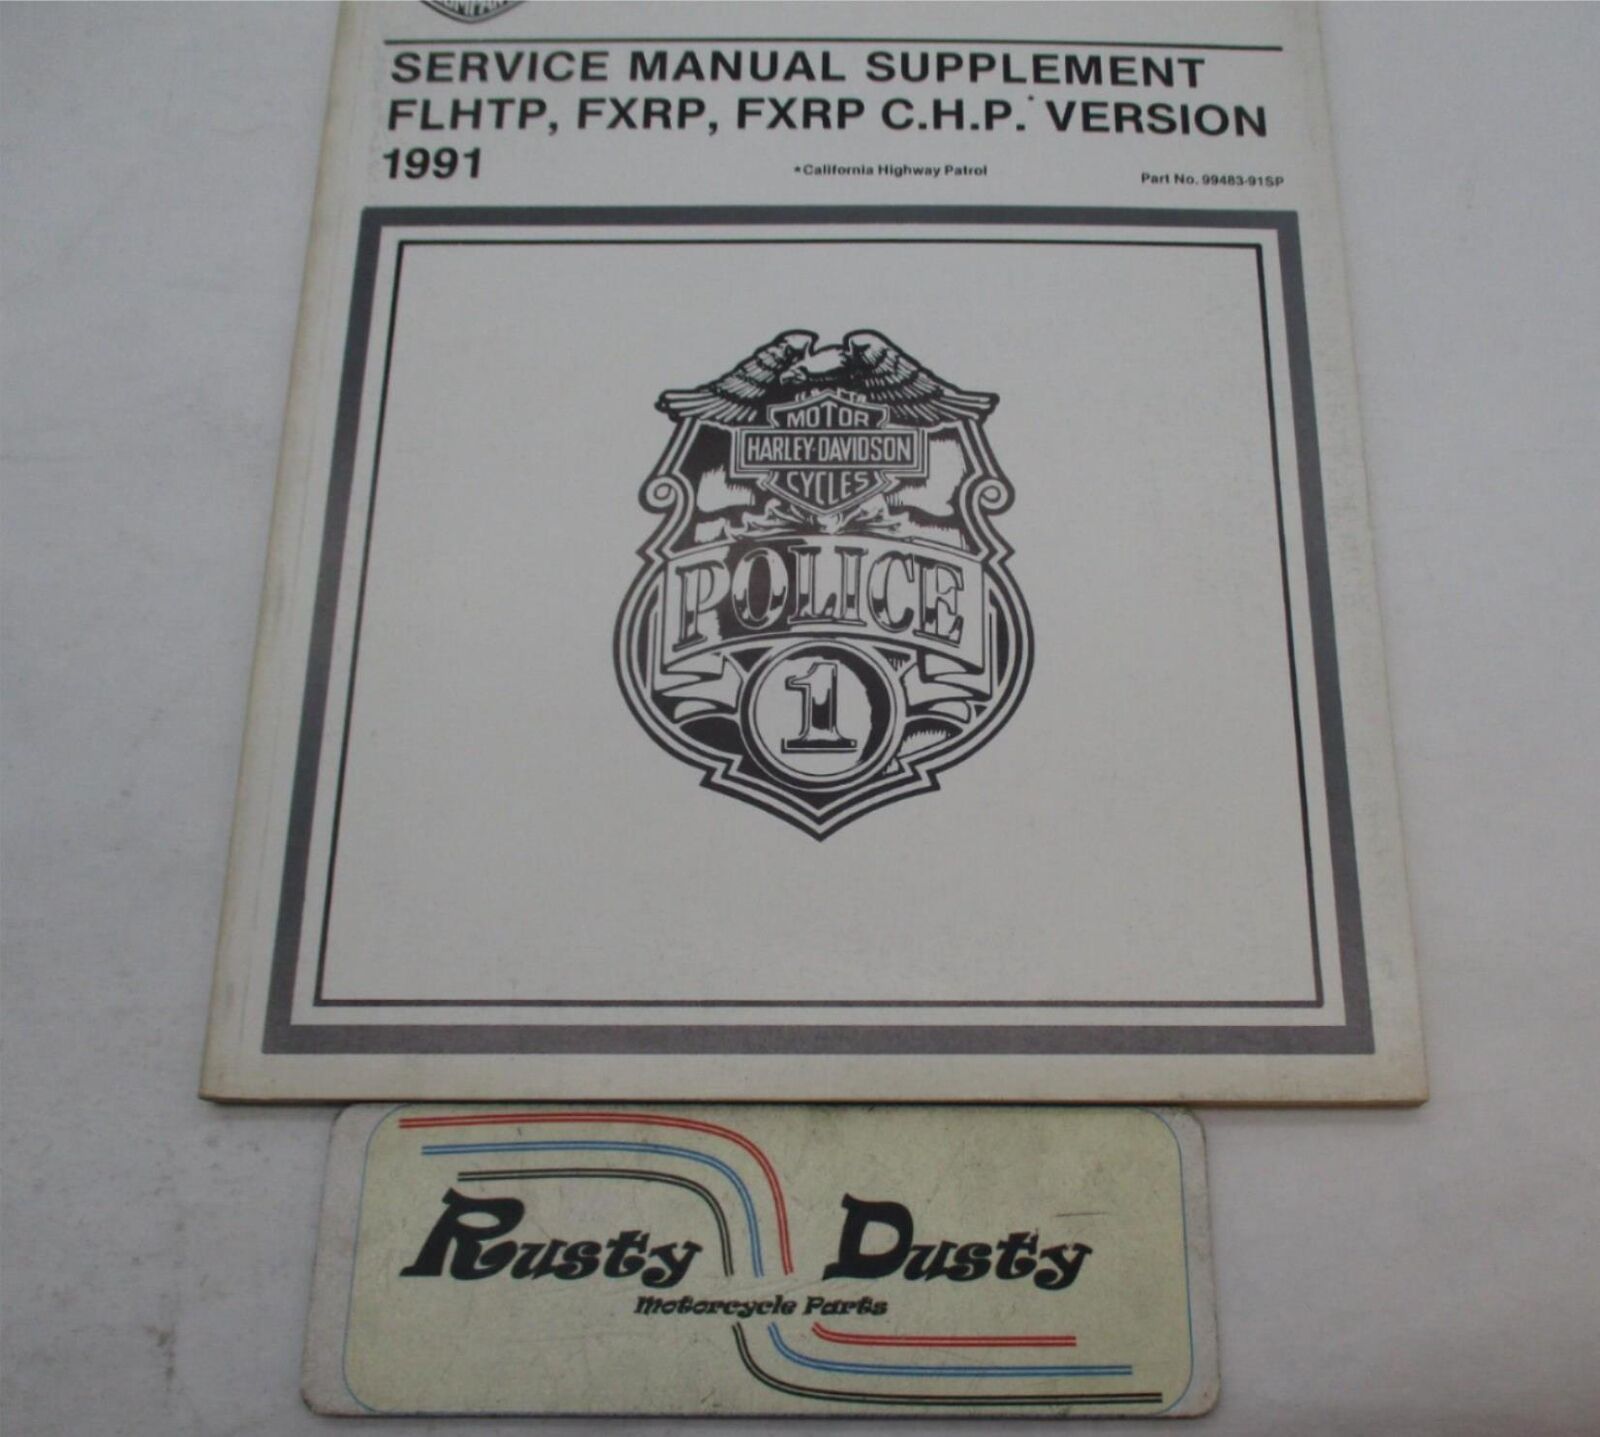 COMPANY
SERVICE MANUAL SUPPLEMENT
FLHTP, FXRP, FXRP C.H.P.* VERSION
1991
*California Highway Patrol
Part No. 99483-91SP
MOTOR
HARLEY-DAVIDSON
CYCLES
POLICE
1
Rusty Dusty
Motorcycle Parts